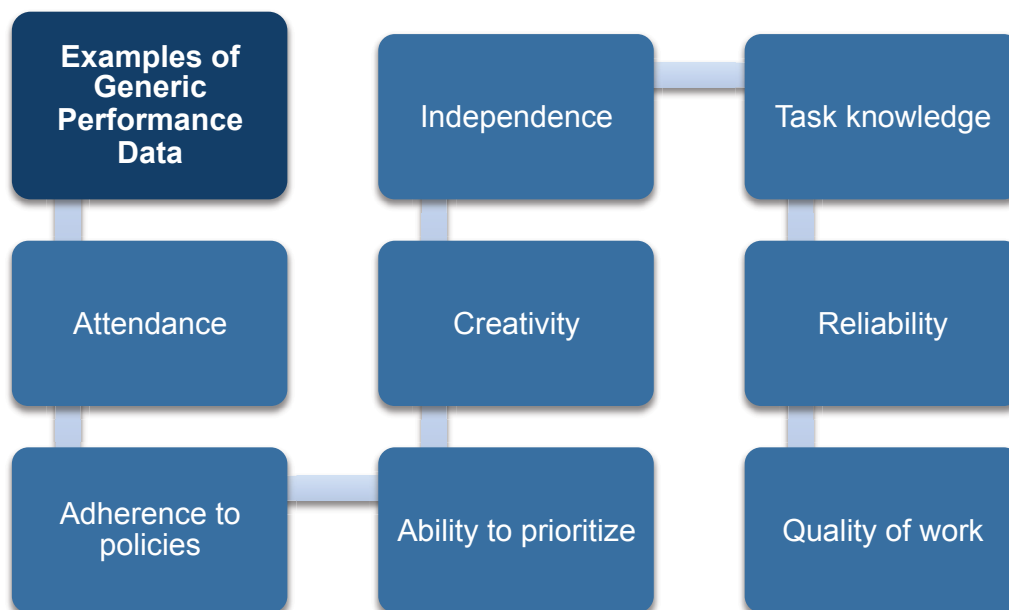 Examples of
Generic
Performance
Data
Attendance
Adherence to
policies
Ability to prioritize
Creativity
Independence
Task knowledge
Reliability
Quality of work